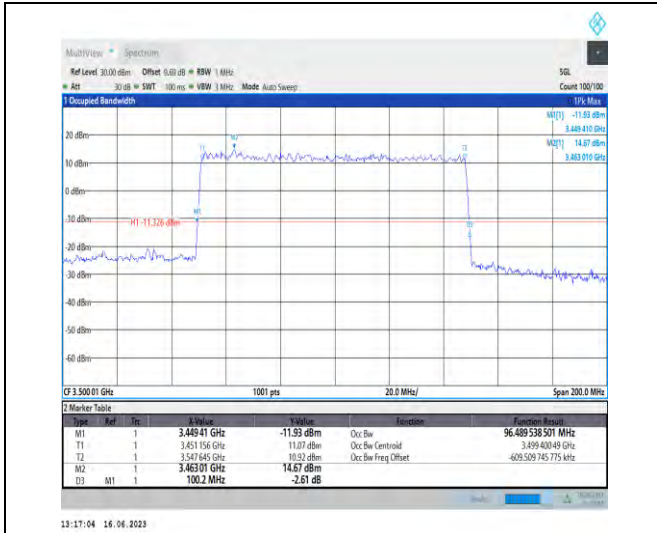 MultiView Spectrum
Ref Level 30.00 dBm Offset 0.60 dB RBW 1 MHz SGL
Att 30 dB SWT 100 ms VBW 3 MHz Mode Auto Sweep Count 100/100
1 Occupied Bandwidth 1Pk Max
M1[1] -11.93 dBm
3.449 410 GHz
M2[1] 14.67 dBm
3.463 010 GHz
20 dBm
M2
T1 T2
10 dBm
0 dBm
M1
-10 dBm
H1 -11.326 dBm
D3
-20 dBm
-30 dBm
-40 dBm
-50 dBm
-60 dBm
CF 3.500 01 GHz 1001 pts 20.0 MHz/ Span 200.0 MHz
2 Marker Table
Type Ref Trc X-Value Y-Value Function Function Result
M1 1 3.449 41 GHz -11.93 dBm Occ Bw 96.489 538 501 MHz
T1 1 3.451 156 GHz 11.07 dBm Occ Bw Centroid 3.499 400 49 GHz
T2 1 3.547 645 GHz 10.92 dBm Occ Bw Freq Offset -609.509 745 775 kHz
M2 1 3.463 01 GHz 14.67 dBm
D3 M1 1 100.2 MHz -2.61 dB
13:17:04 16.06.2023